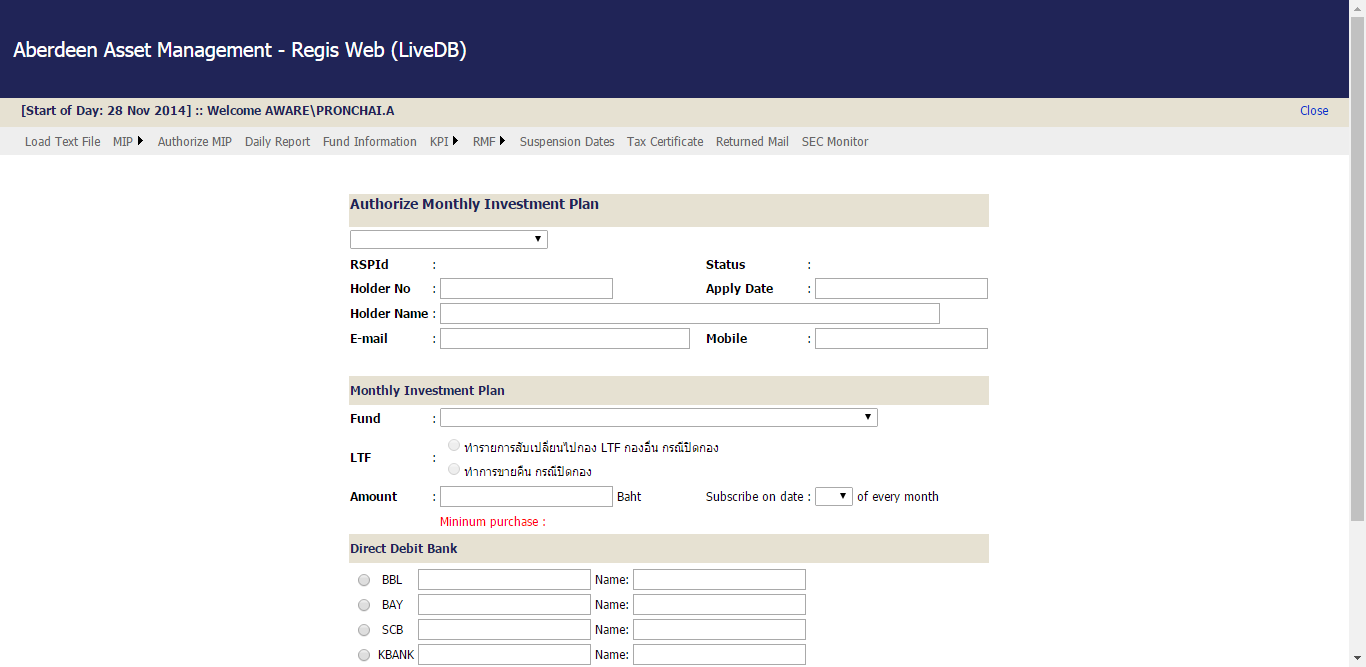 Aberdeen Asset Management - Regis Web (LiveDB)
[Start of Day: 28 Nov 2014] :: Welcome AWARE\PRONCHAI.A Close
Load Text File MIP Authorize MIP Daily Report Fund Information KPI RMF Suspension Dates Tax Certificate Returned Mail SEC Monitor
Authorize Monthly Investment Plan
RSPId : Status :
Holder No : Apply Date :
Holder Name :
E-mail : Mobile :
Monthly Investment Plan
Fund :
ทำรายการสับเปลี่ยนไปกอง LTF กองอื่น กรณีปิดกอง
LTF :
ทำการขายคืน กรณีปิดกอง
Amount : Baht Subscribe on date : of every month
Mininum purchase :
Direct Debit Bank
BBL Name:
BAY Name:
SCB Name:
KBANK Name: